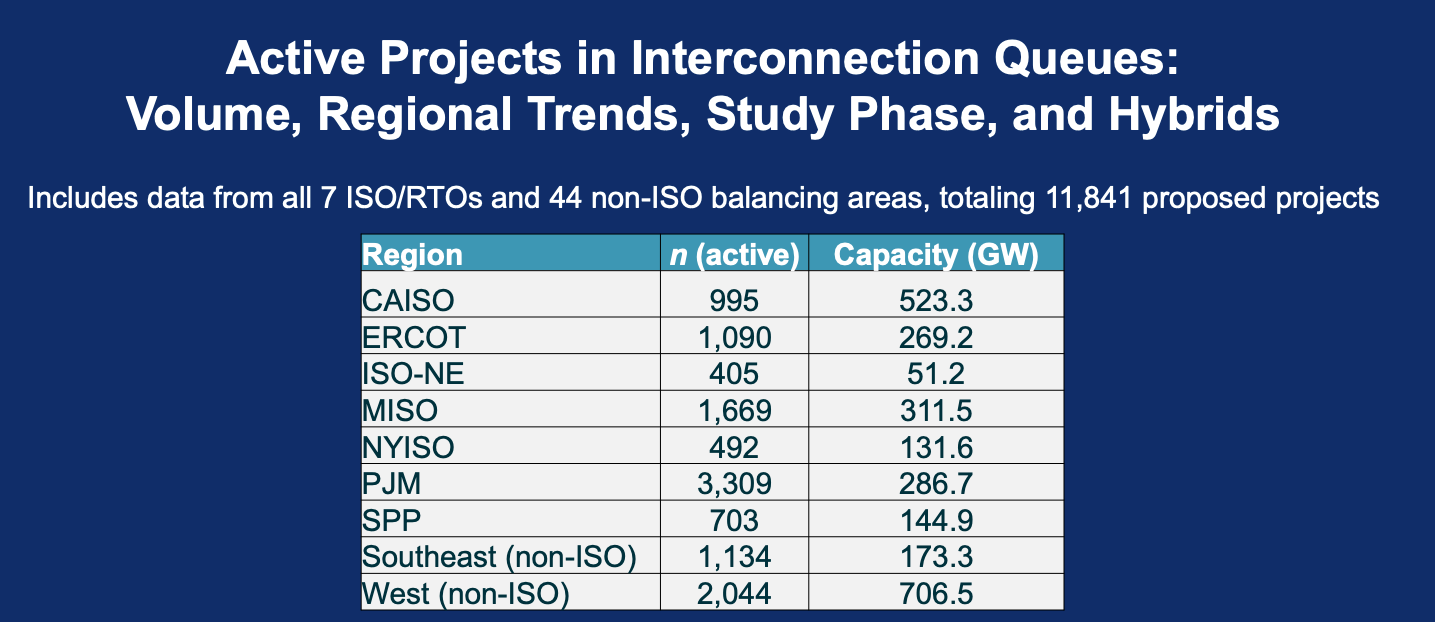 Active Projects in Interconnection Queues:
Volume, Regional Trends, Study Phase, and Hybrids
Includes data from all 7 ISO/RTOs and 44 non-ISO balancing areas, totaling 11,841 proposed projects
Region n (active) Capacity (GW)
CAISO 995 523.3
ERCOT 1,090 269.2
ISO-NE 405 51.2
MISO 1,669 311.5
NYISO 492 131.6
PJM 3,309 286.7
SPP 703 144.9
Southeast (non-ISO) 1,134 173.3
West (non-ISO) 2,044 706.5